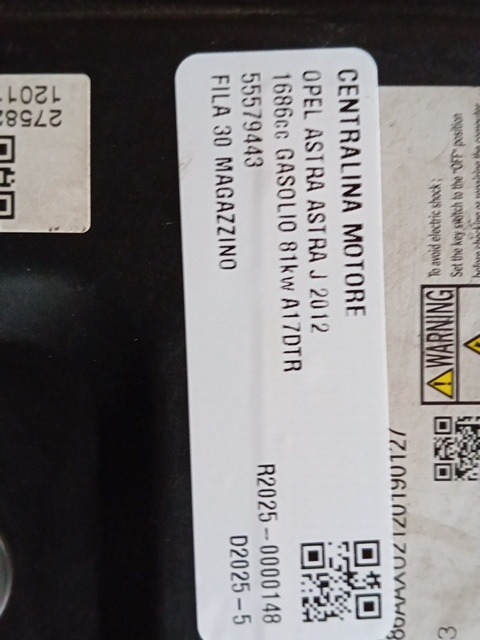 CENTRALINA MOTORE
OPEL ASTRA ASTRA J 2012
1686cc GASOLIO 81kW A17DTR
55579443
FILA 30 MAGAZZINO
R2025-0000148
D2025-5
WARNING
To avoid electric shock;
Set the key switch to the "OFF" position